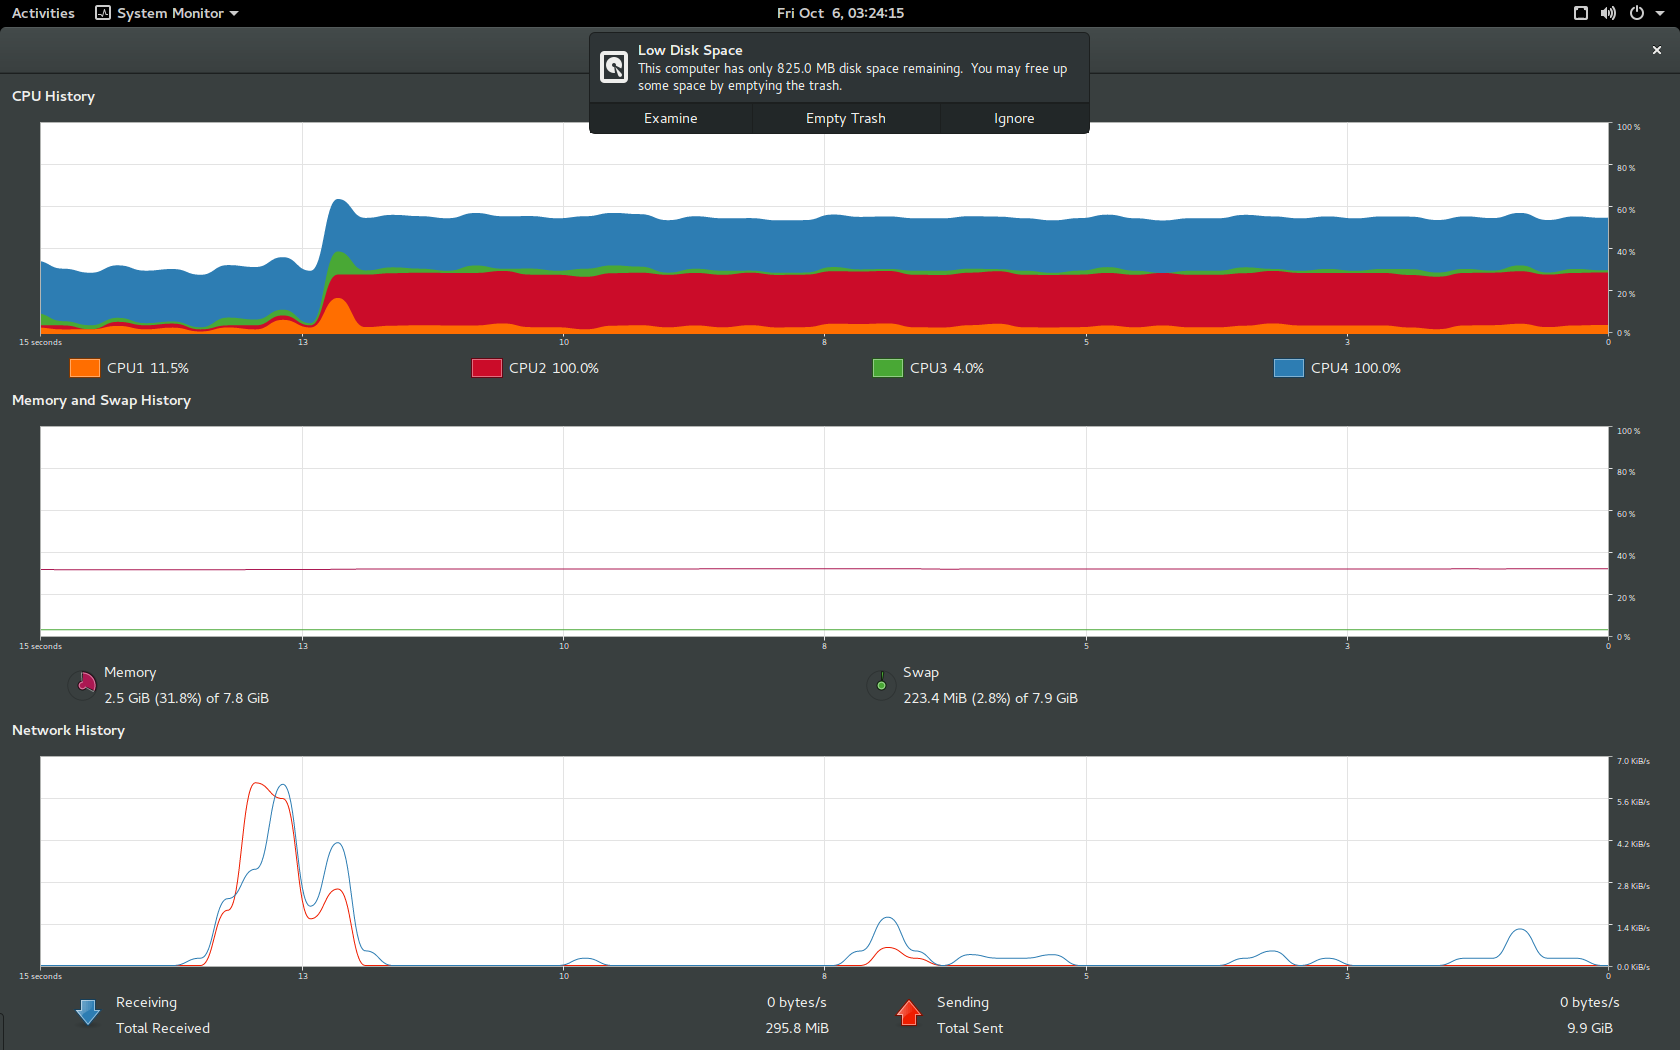 Activities System Monitor Fri Oct 6, 03:24:15
Low Disk Space
This computer has only 825.0 MB disk space remaining. You may free up
some space by emptying the trash.
Examine Empty Trash Ignore
CPU History
100 %
80 %
60 %
40 %
20 %
0 %
15 seconds 13 10 8 5 3 0
CPU1 11.5% CPU2 100.0% CPU3 4.0% CPU4 100.0%
Memory and Swap History
100 %
80 %
60 %
40 %
20 %
0 %
15 seconds 13 10 8 5 3 0
Memory Swap
2.5 GiB (31.8%) of 7.8 GiB 223.4 MiB (2.8%) of 7.9 GiB
Network History
7.0 KiB/s
5.6 KiB/s
4.2 KiB/s
2.8 KiB/s
1.4 KiB/s
0.0 KiB/s
15 seconds 13 10 8 5 3 0
Receiving 0 bytes/s Sending 0 bytes/s
Total Received 295.8 MiB Total Sent 9.9 GiB